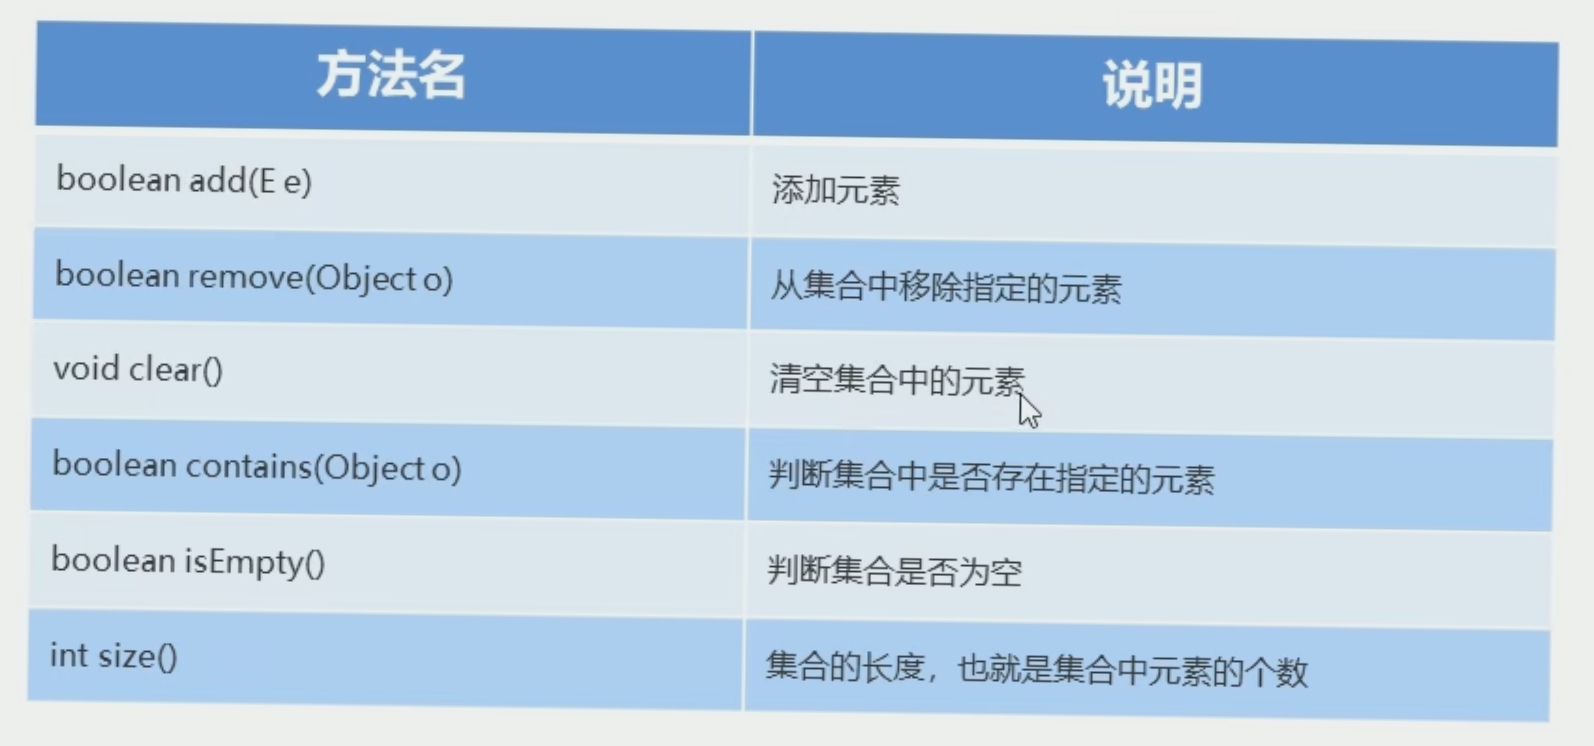 方法名 说明
boolean add(E e) 添加元素
boolean remove(Object o) 从集合中移除指定的元素
void clear() 清空集合中的元素
boolean contains(Object o) 判断集合中是否存在指定的元素
boolean isEmpty() 判断集合是否为空
int size() 集合的长度，也就是集合中元素的个数